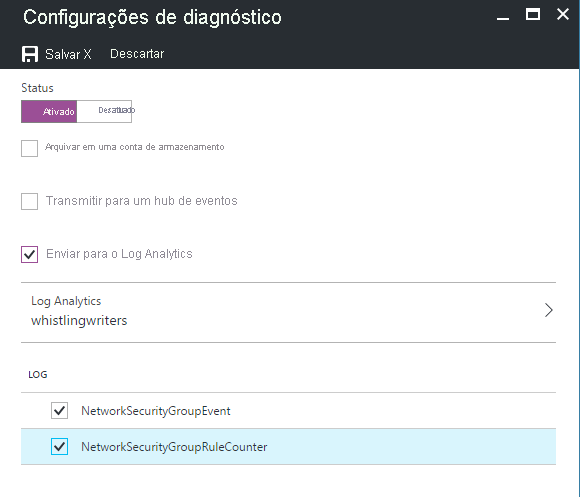 Configurações de diagnóstico
Salvar X Descartar
Status
Ativado Desativado
Arquivar em uma conta de armazenamento
Transmitir para um hub de eventos
Enviar para o Log Analytics
Log Analytics
whistlingwriters
LOG
NetworkSecurityGroupEvent
NetworkSecurityGroupRuleCounter